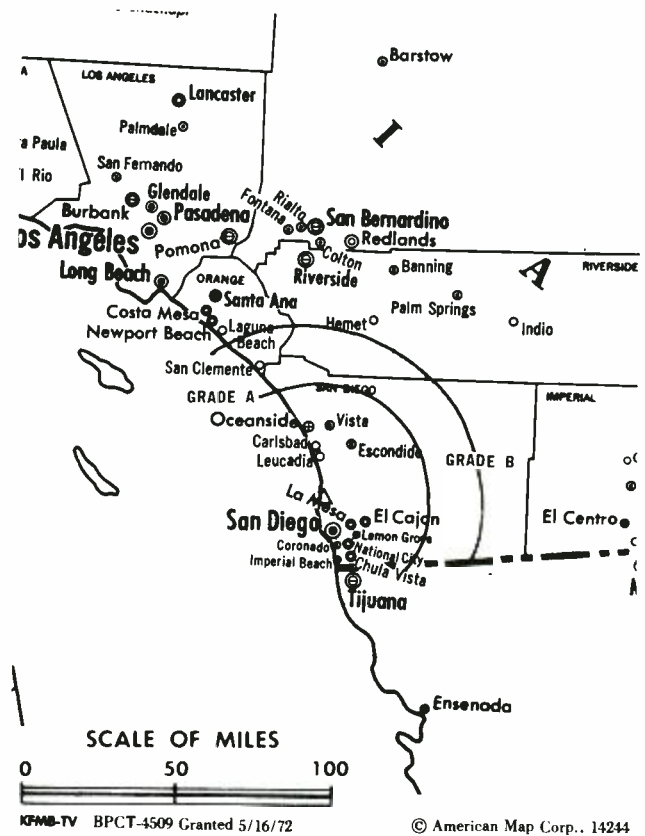 Barstow
LOS ANGELES
Lancaster
Palmdale
a Paula
San Fernando
l Rio
Glendale
Burbank
Pasadena
Rialto
Fontana
San Bernardino
os Angeles
Pomona
Colton
Redlands
Long Beach
ORANGE
Riverside
Banning
A
RIVERSIDE
Santa Ana
Palm Springs
Costa Mesa
Newport Beach
Laguna
Beach
Hemet
Indio
San Clemente
GRADE A
SAN DIEGO
IMPERIAL
Oceanside
Vista
Carlsbad
Escondido
Leucadia
GRADE B
La Mesa
San Diego
El Cajon
El Centro
Lemon Grove
Coronado
National City
Imperial Beach
Chula Vista
Tijuana
Ensenada
SCALE OF MILES
0 50 100
KFMB-TV BPCT-4509 Granted 5/16/72
© American Map Corp., 14244